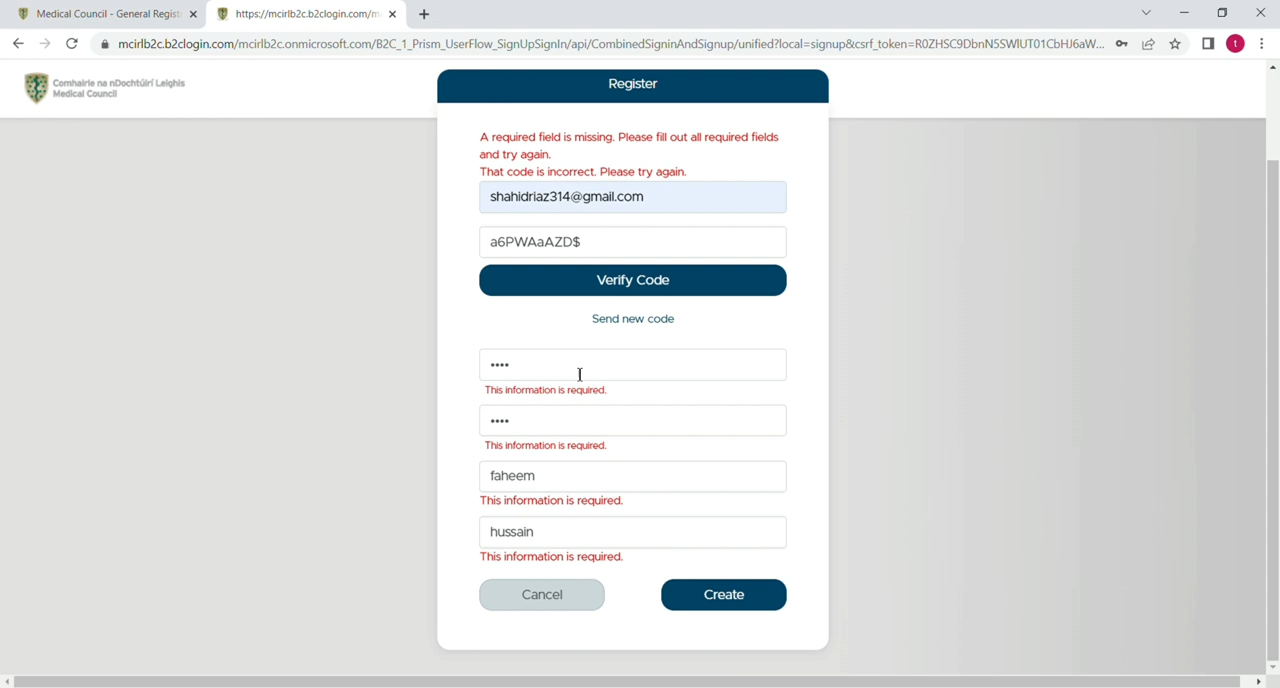 Medical Council - General Registr
https://mcirlb2c.b2clogin.com/m
mcirlb2c.b2clogin.com/mcirlb2c.onmicrosoft.com/B2C_1_Prism_UserFlow_SignUpSignIn/api/CombinedSigninAndSignup/unified?local=signup&csrf_token=R0ZHSC9DbnN5SWlUT01CbHJ6aW...
t
Comhairle na nDochtúirí Leighis
Medical Council
Register
A required field is missing. Please fill out all required fields
and try again.
That code is incorrect. Please try again.
shahidriaz314@gmail.com
a6PWAaAZD$
Verify Code
Send new code
••••
This information is required.
••••
This information is required.
faheem
This information is required.
hussain
This information is required.
Cancel
Create